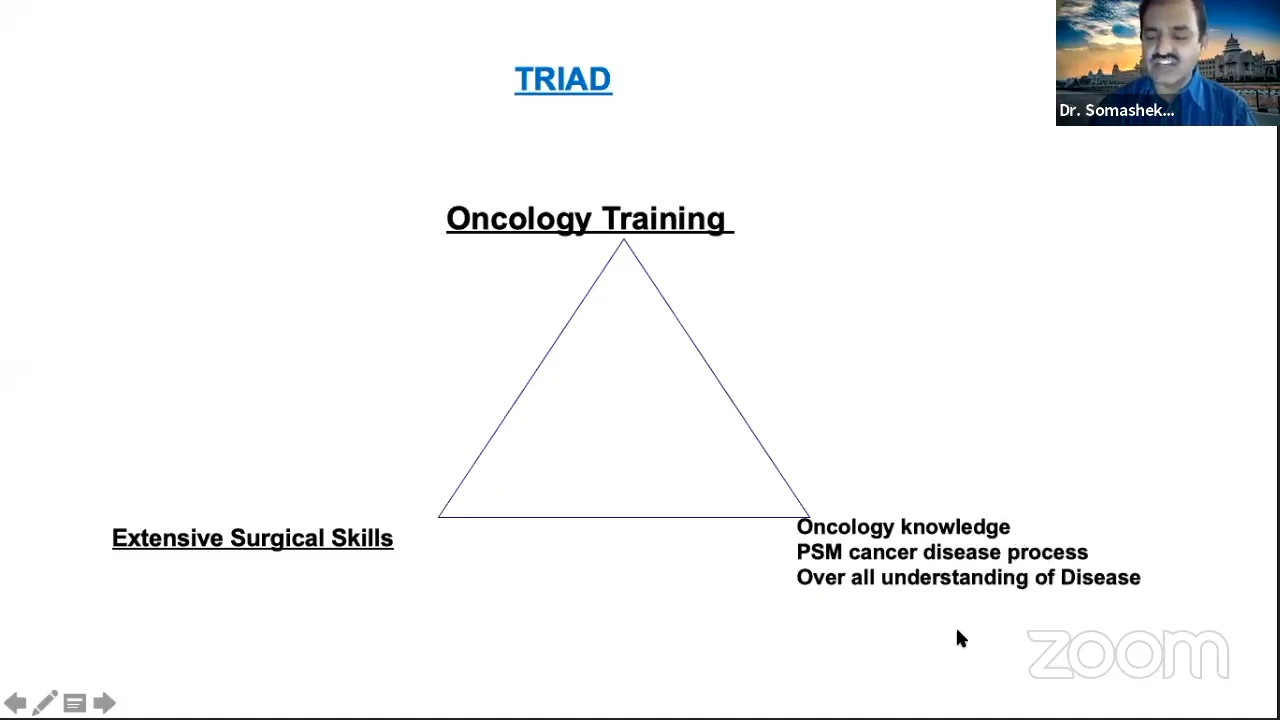 TRIAD
Dr. Somashek...
Oncology Training
Extensive Surgical Skills
Oncology knowledge
PSM cancer disease process
Over all understanding of Disease
zoom